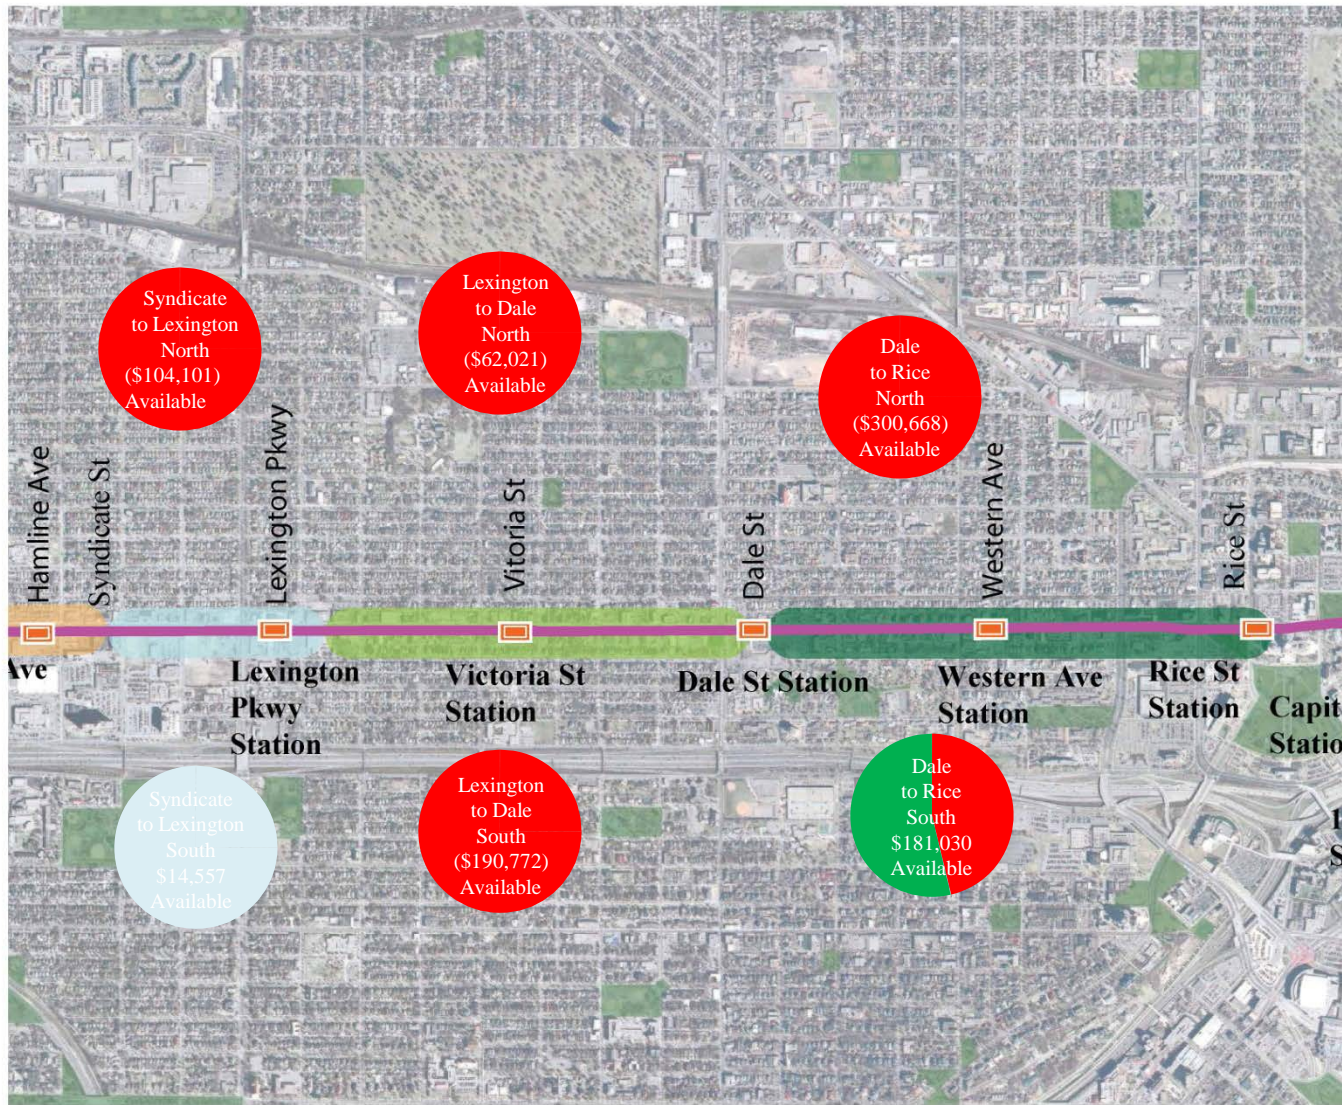 Syndicate
to Lexington
North
($104,101)
Available
Lexington
to Dale
North
($62,021)
Available
Dale
to Rice
North
($300,668)
Available
Hamline Ave
Syndicate St
Lexington Pkwy
Vitoria St
Dale St
Western Ave
Rice St
Ave
Lexington
Pkwy
Station
Victoria St
Station
Dale St Station
Western Ave
Station
Rice St
Station
Capit
Statio
Syndicate
to Lexington
South
$14,557
Available
Lexington
to Dale
South
($190,772)
Available
Dale
to Rice
South
$181,030
Available
1
S